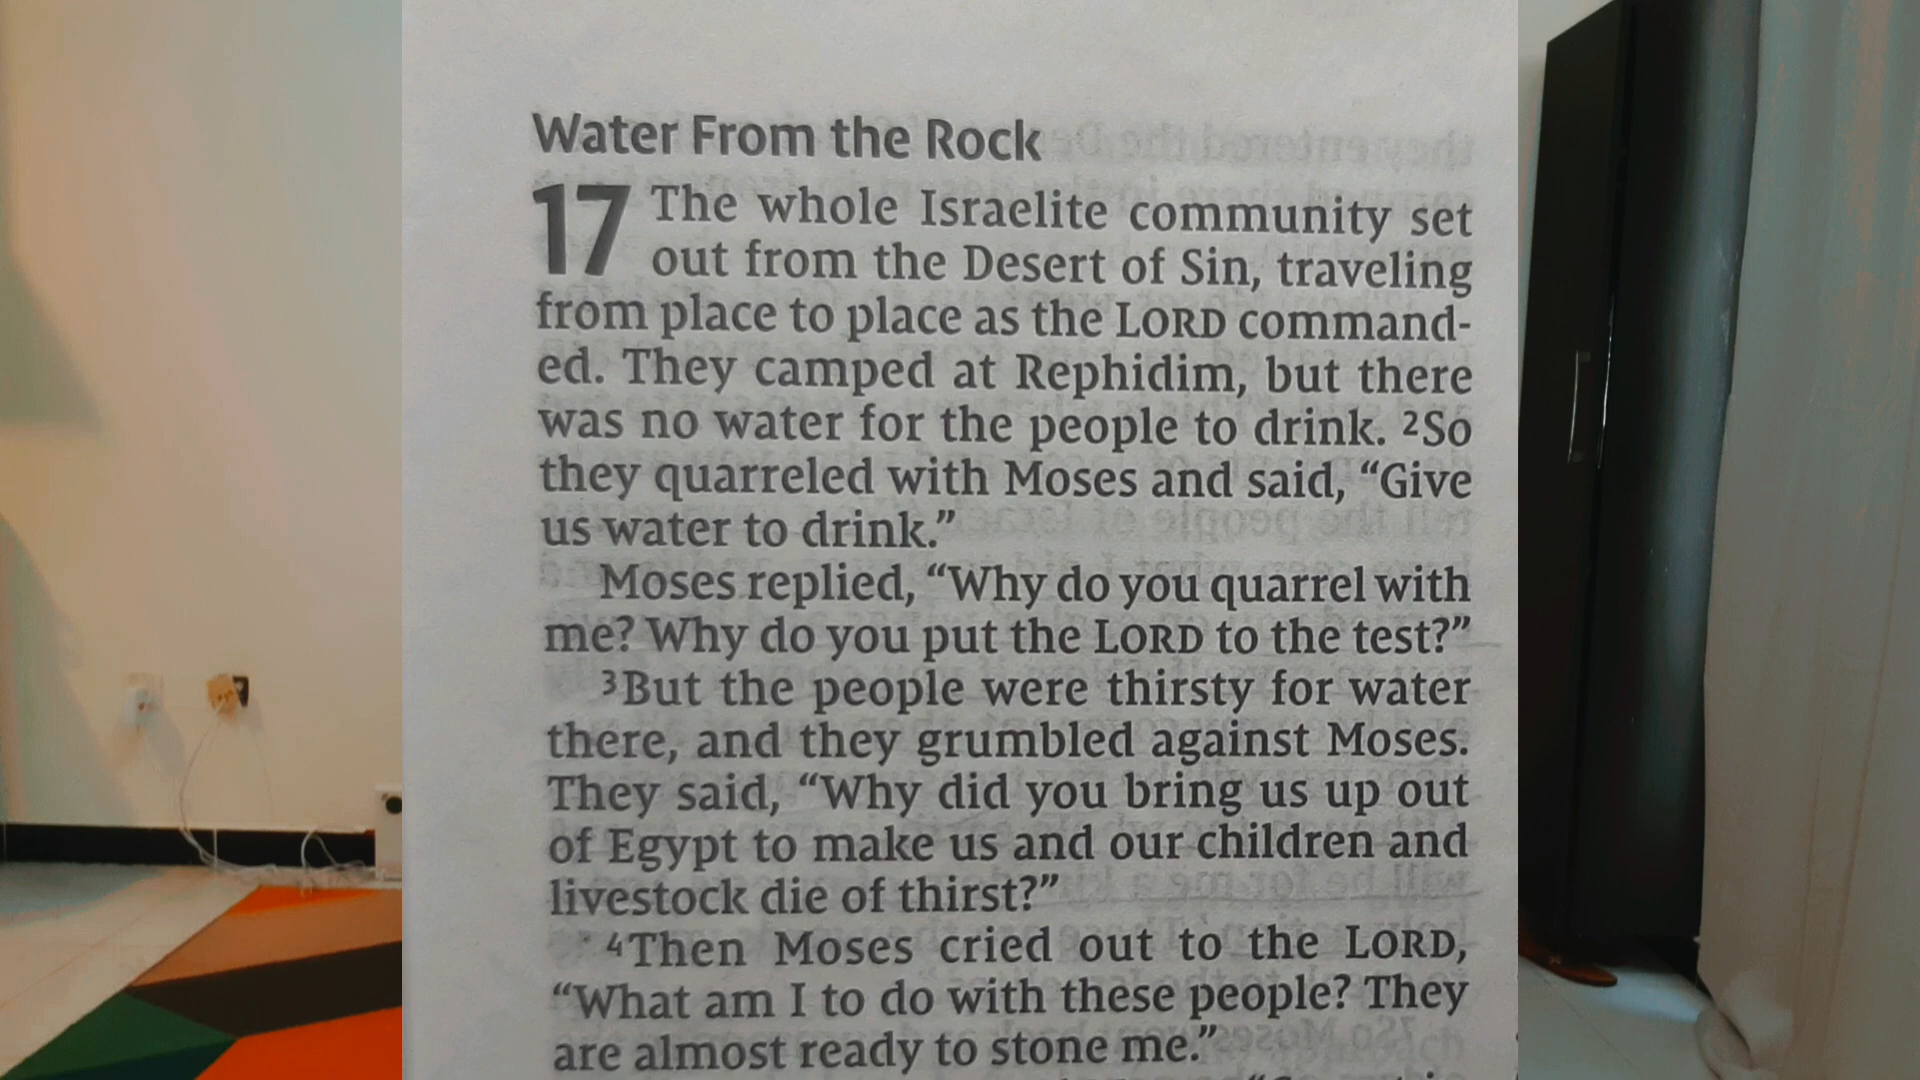 Water From the Rock
17 The whole Israelite community set
out from the Desert of Sin, traveling
from place to place as the LORD command-
ed. They camped at Rephidim, but there
was no water for the people to drink. ²So
they quarreled with Moses and said, “Give
us water to drink.”
Moses replied, “Why do you quarrel with
me? Why do you put the LORD to the test?”
³But the people were thirsty for water
there, and they grumbled against Moses.
They said, “Why did you bring us up out
of Egypt to make us and our children and
livestock die of thirst?”
⁴Then Moses cried out to the LORD,
“What am I to do with these people? They
are almost ready to stone me.”